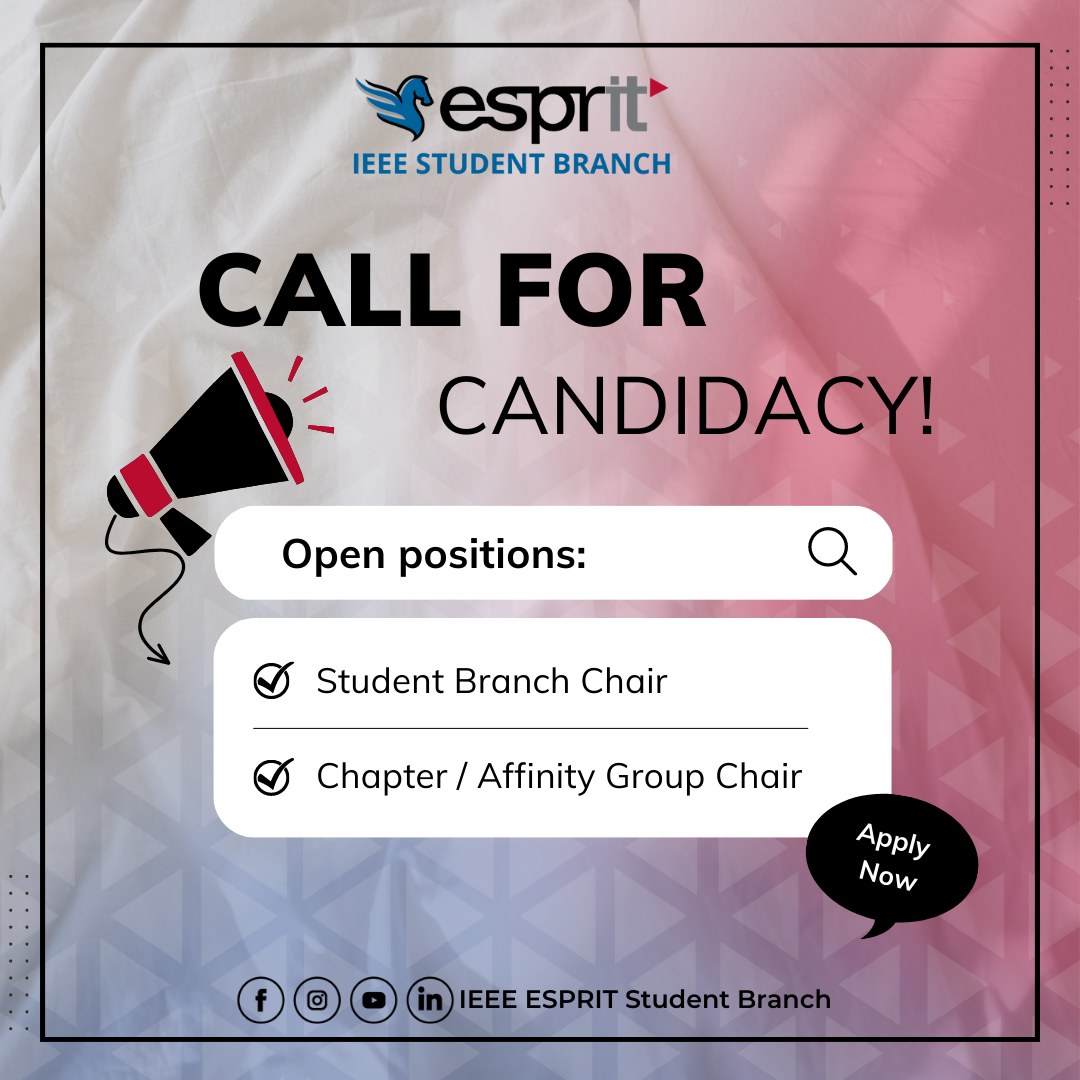 esprit
IEEE STUDENT BRANCH
CALL FOR
CANDIDACY!
Open positions:
Student Branch Chair
Chapter / Affinity Group Chair
Apply
Now
IEEE ESPRIT Student Branch